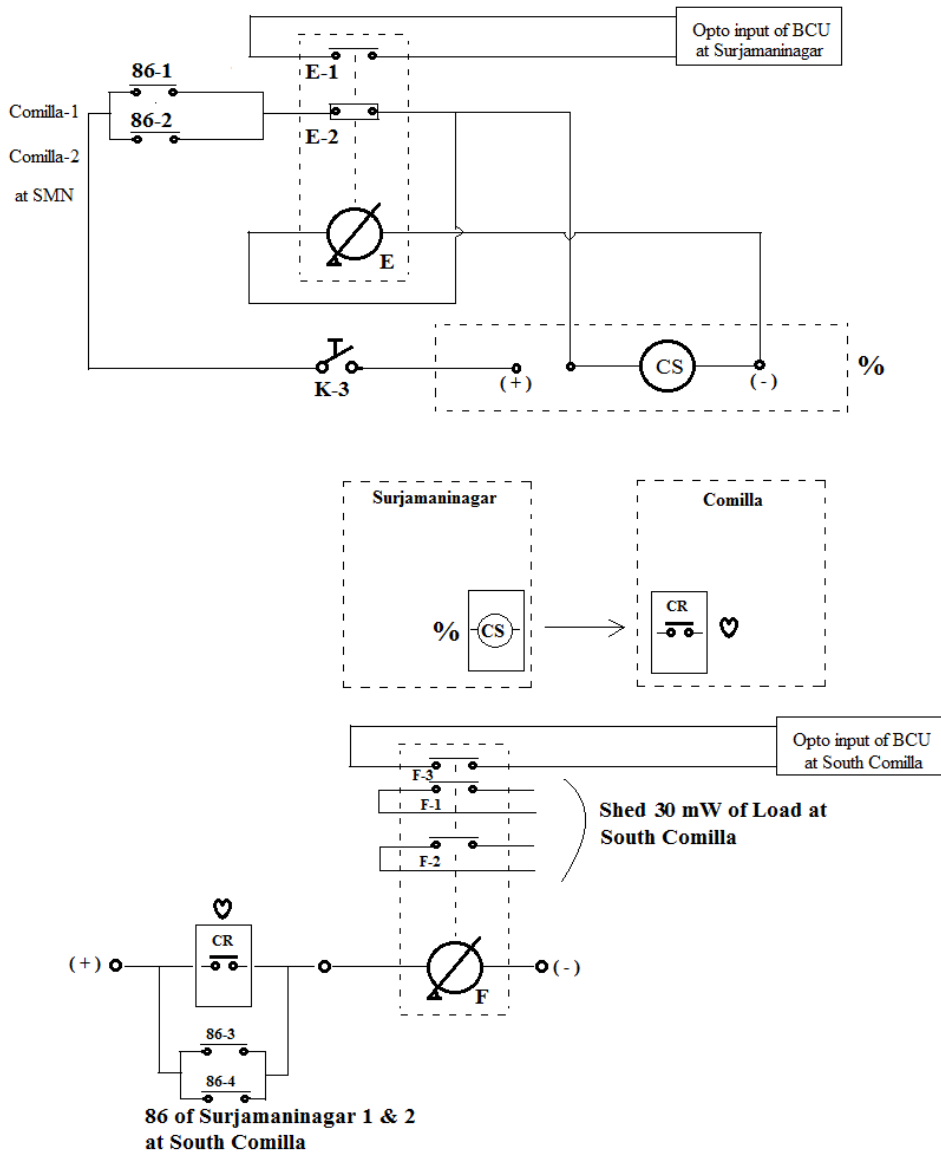 Opto input of BCU
at Surjamaninagar
E-1
86-1
Comilla-1
86-2
E-2
Comilla-2
at SMN
E
K-3
(+)
CS
(-)
%
Surjamaninagar
Comilla
%
CS
CR
Opto input of BCU
at South Comilla
F-3
F-1
F-2
Shed 30 mW of Load at
South Comilla
CR
(+)
(-)
F
86-3
86-4
86 of Surjamaninagar 1 & 2
at South Comilla